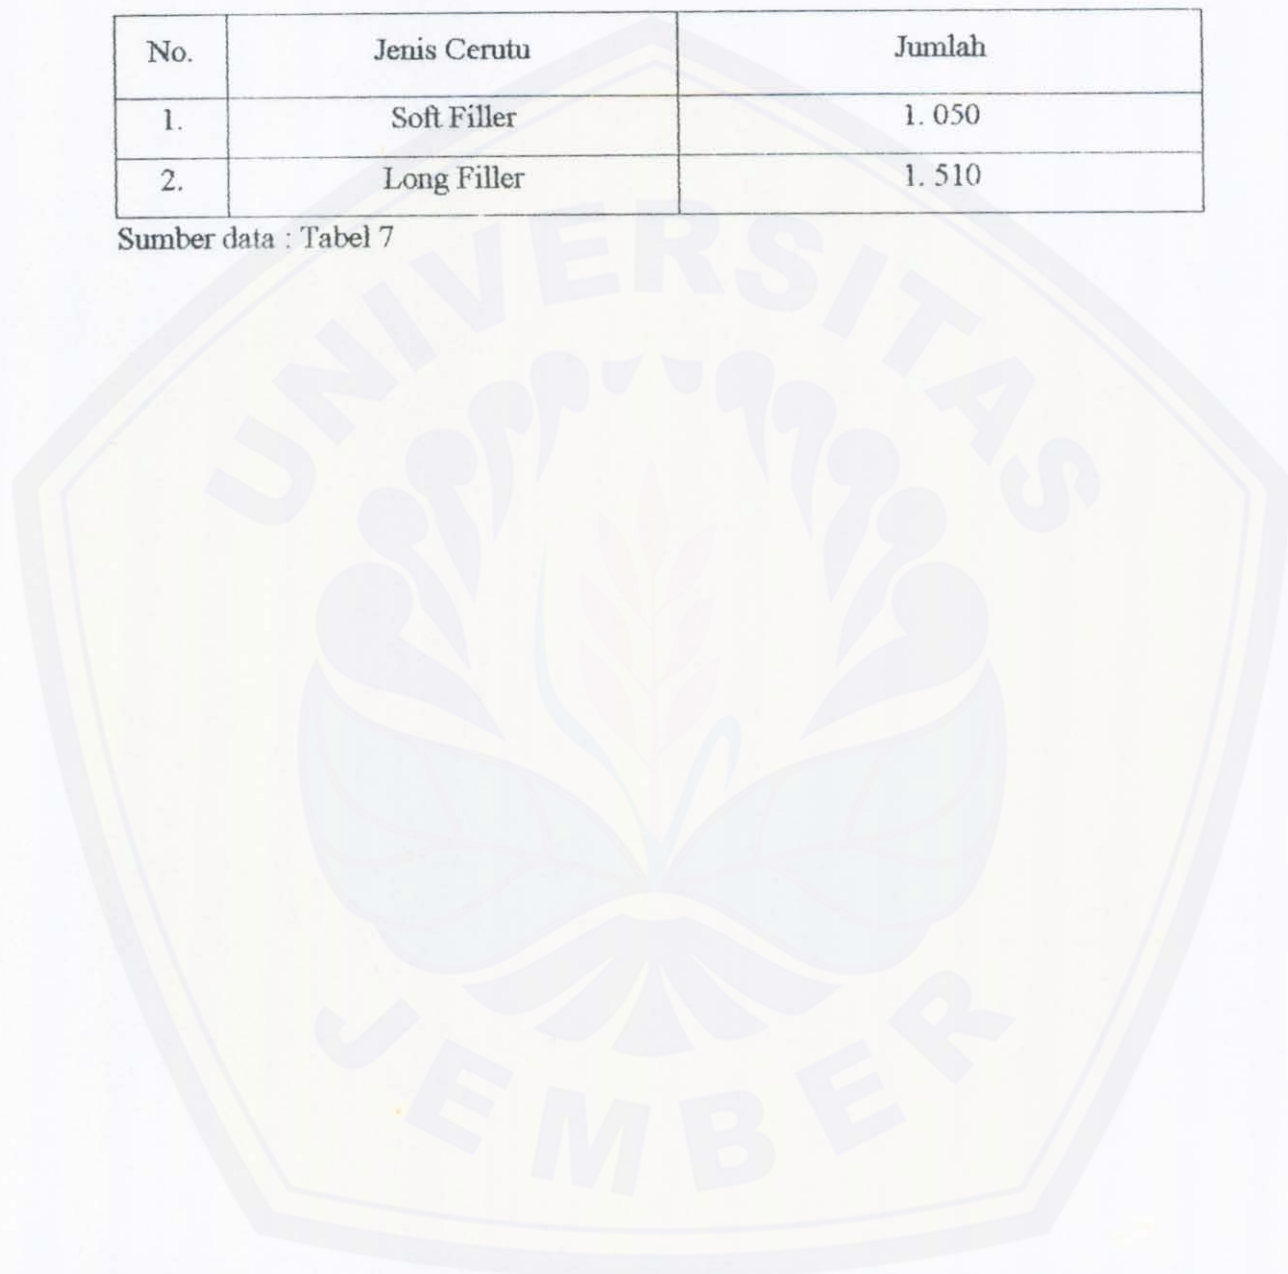 No. Jenis Cerutu Jumlah
1. Soft Filler 1. 050
2. Long Filler 1. 510
Sumber data : Tabel 7
UNIVERSITAS
JEMBER